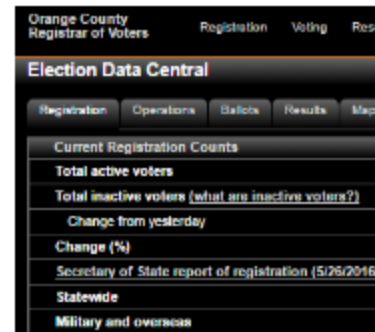 Orange County
Registrar of Voters
Registration Voting Res
Election Data Central
Registration Operations Ballots Results Map
Current Registration Counts
Total active voters
Total inactive voters (what are inactive voters?)
Change from yesterday
Change (%)
Secretary of State report of registration (5/26/2016
Statewide
Military and overseas